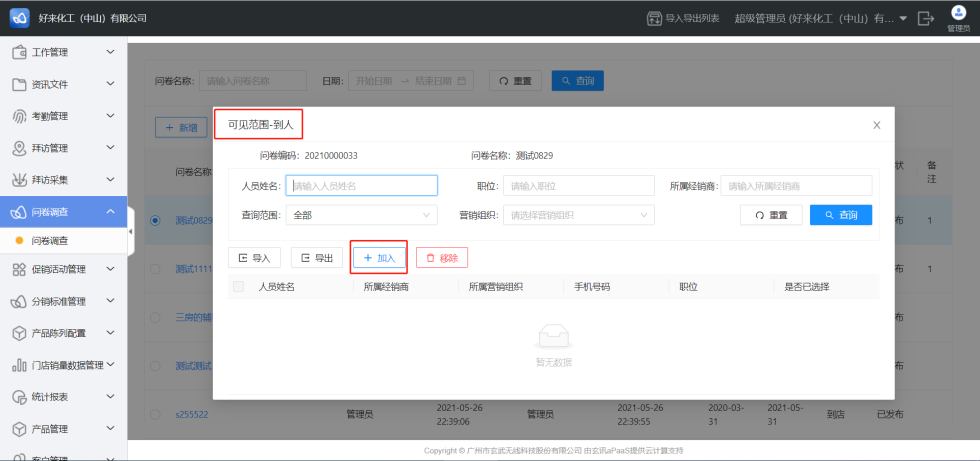 好来化工（中山）有限公司
导入导出列表
超级管理员 (好来化工（中山）有...
管理员
工作管理
资讯文件
考勤管理
拜访管理
拜访采集
问卷调查
问卷调查
促销活动管理
分销标准管理
产品陈列配置
门店销量数据管理
统计报表
产品管理
客户管理
问卷名称: 请输入问卷名称 日期: 开始日期 → 结束日期 重置 查询
+ 新增
问卷名称 状 备注
测试0829 布 1
测试1111 布 1
三房的辅 布
测试测试 布
s255522 管理员 2021-05-26 22:39:06 管理员 2021-05-26 22:39:55 2020-03-31 2021-05-31 到店 已发布
可见范围-到人
问卷编码: 20210000033 问卷名称: 测试0829
人员姓名: 请输入人员姓名 职位: 请输入职位 所属经销商: 请输入所属经销商
查询范围: 全部 营销组织: 请选择营销组织 重置 查询
导入 导出 + 加入 移除
人员姓名 所属经销商 所属营销组织 手机号码 职位 是否已选择
暂无数据
Copyright © 广州市玄武无线科技股份有限公司 由玄讯aPaaS提供云计算支持